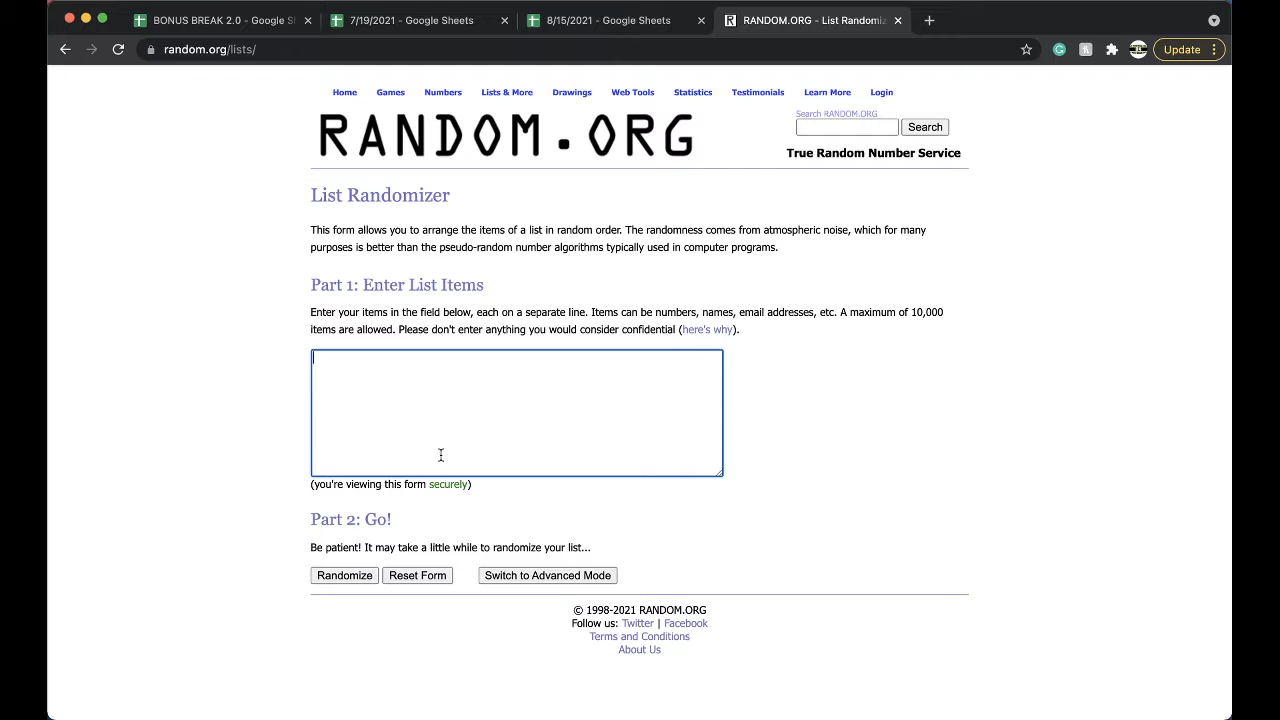 BONUS BREAK 2.0 - Google Sh
7/19/2021 - Google Sheets
8/15/2021 - Google Sheets
RANDOM.ORG - List Randomiz
random.org/lists/
Update
Home Games Numbers Lists & More Drawings Web Tools Statistics Testimonials Learn More Login
RANDOM.ORG
Search RANDOM.ORG
Search
True Random Number Service
List Randomizer
This form allows you to arrange the items of a list in random order. The randomness comes from atmospheric noise, which for many
purposes is better than the pseudo-random number algorithms typically used in computer programs.
Part 1: Enter List Items
Enter your items in the field below, each on a separate line. Items can be numbers, names, email addresses, etc. A maximum of 10,000
items are allowed. Please don't enter anything you would consider confidential (here's why).
(you're viewing this form securely)
Part 2: Go!
Be patient! It may take a little while to randomize your list...
Randomize Reset Form Switch to Advanced Mode
© 1998-2021 RANDOM.ORG
Follow us: Twitter | Facebook
Terms and Conditions
About Us